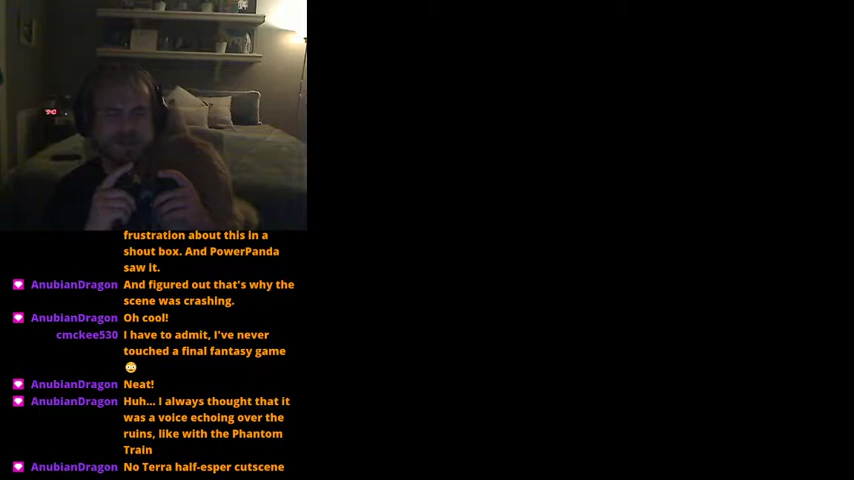 frustration about this in a
shout box. And PowerPanda
saw it.
AnubianDragon And figured out that's why the
scene was crashing.
AnubianDragon Oh cool!
cmckee530 I have to admit, I've never
touched a final fantasy game
😳
AnubianDragon Neat!
AnubianDragon Huh... I always thought that it
was a voice echoing over the
ruins, like with the Phantom
Train
AnubianDragon No Terra half-esper cutscene